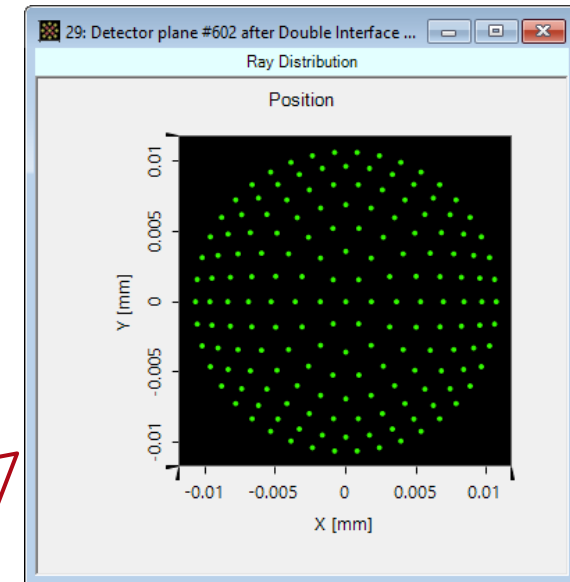 29: Detector plane #602 after Double Interface ...
Ray Distribution
Position
0.01
0.005
0
-0.005
-0.01
Y [mm]
-0.01 -0.005 0 0.005 0.01
X [mm]